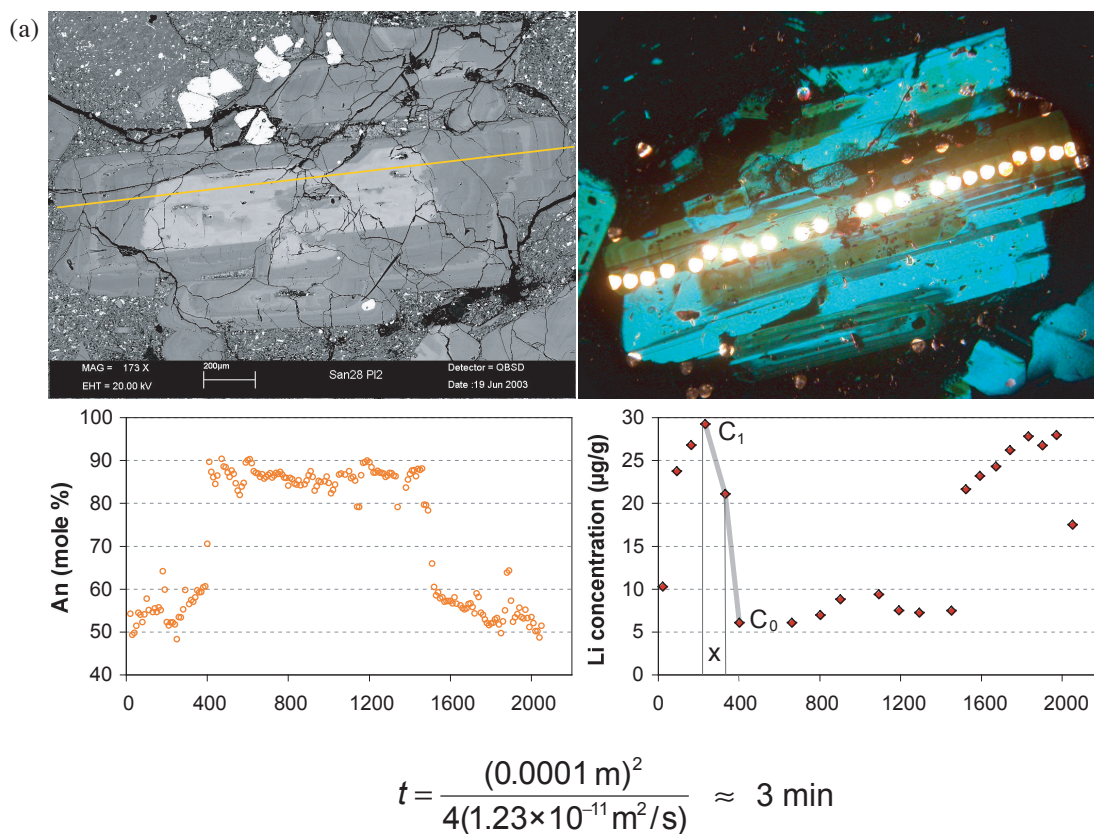 (a)
MAG = 173 X
EHT = 20.00 kV
200µm
San28 Pl2
Detector = QBSD
Date :19 Jun 2003
An (mole %)
100
90
80
70
60
50
40
0 400 800 1200 1600 2000
Li concentration (µg/g)
30
25
20
15
10
5
0
C₁
C₀
x
0 400 800 1200 1600 2000
t = (0.0001 m)² / 4(1.23×10⁻¹¹ m²/s) ≈ 3 min